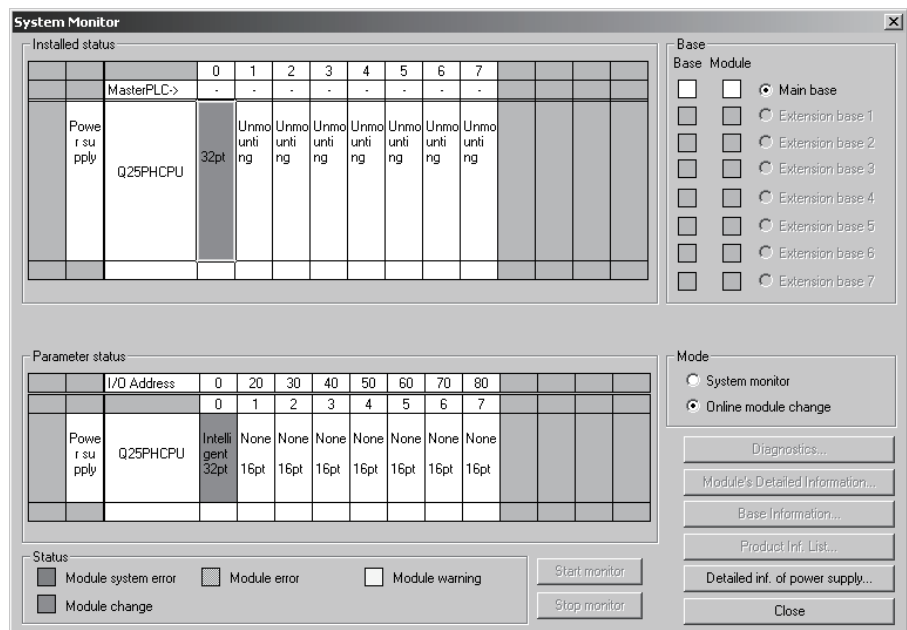 System Monitor
Installed status
0 1 2 3 4 5 6 7
MasterPLC-> - - - - - - - -
Powe
r su
pply
Q25PHCPU
32pt
Unmo
unti
ng
Unmo
unti
ng
Unmo
unti
ng
Unmo
unti
ng
Unmo
unti
ng
Unmo
unti
ng
Unmo
unti
ng
Base
Base Module
Main base
Extension base 1
Extension base 2
Extension base 3
Extension base 4
Extension base 5
Extension base 6
Extension base 7
Parameter status
I/O Address 0 20 30 40 50 60 70 80
0 1 2 3 4 5 6 7
Powe
r su
pply
Q25PHCPU
Intelli
gent
32pt
None
16pt
None
16pt
None
16pt
None
16pt
None
16pt
None
16pt
None
16pt
Mode
System monitor
Online module change
Diagnostics...
Module's Detailed Information...
Base Information...
Product Inf. List...
Detailed inf. of power supply...
Close
Status
Module system error
Module error
Module warning
Module change
Start monitor
Stop monitor